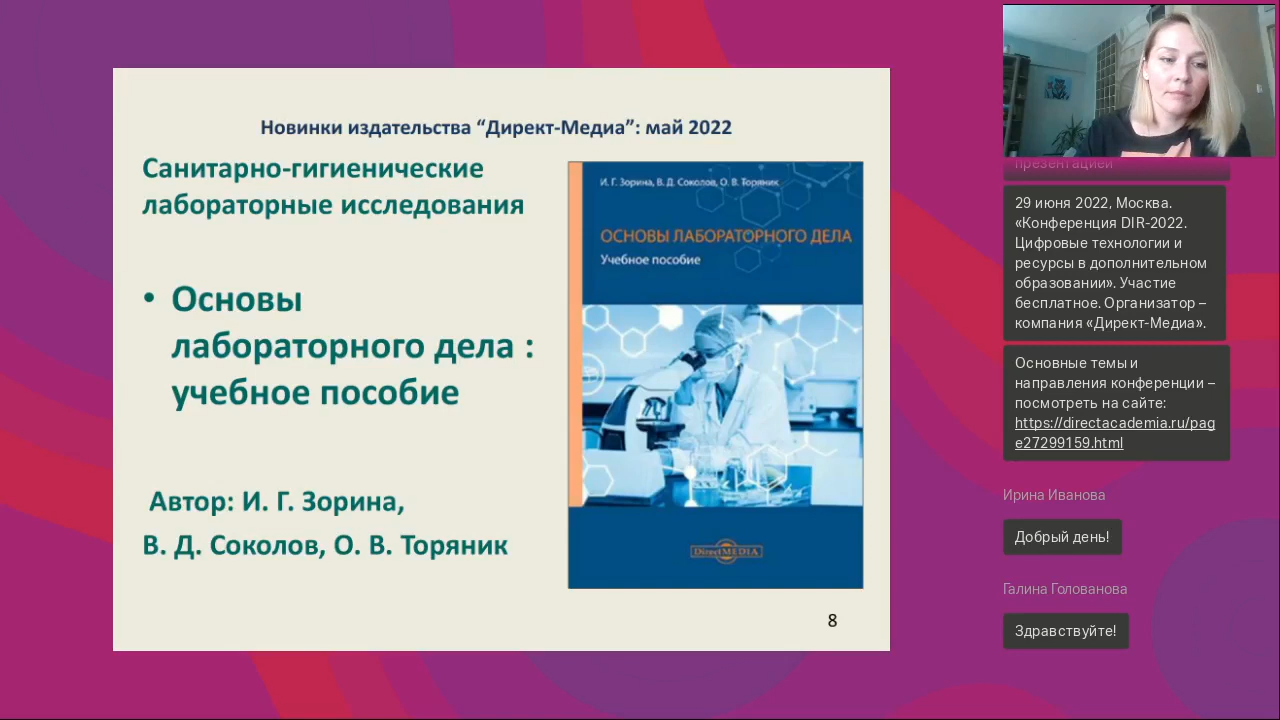 Новинки издательства “Директ-Медиа”: май 2022
Санитарно-гигиенические
лабораторные исследования
• Основы
лабораторного дела :
учебное пособие
Автор: И. Г. Зорина,
В. Д. Соколов, О. В. Торяник
И. Г. Зорина, В. Д. Соколов, О. В. Торяник
ОСНОВЫ ЛАБОРАТОРНОГО ДЕЛА
Учебное пособие
DirectMEDIA
8
презентацией
29 июня 2022, Москва.
«Конференция DIR-2022.
Цифровые технологии и
ресурсы в дополнительном
образовании». Участие
бесплатное. Организатор –
компания «Директ-Медиа».
Основные темы и
направления конференции –
посмотреть на сайте:
https://directacademia.ru/pag
e27299159.html
Ирина Иванова
Добрый день!
Галина Голованова
Здравствуйте!